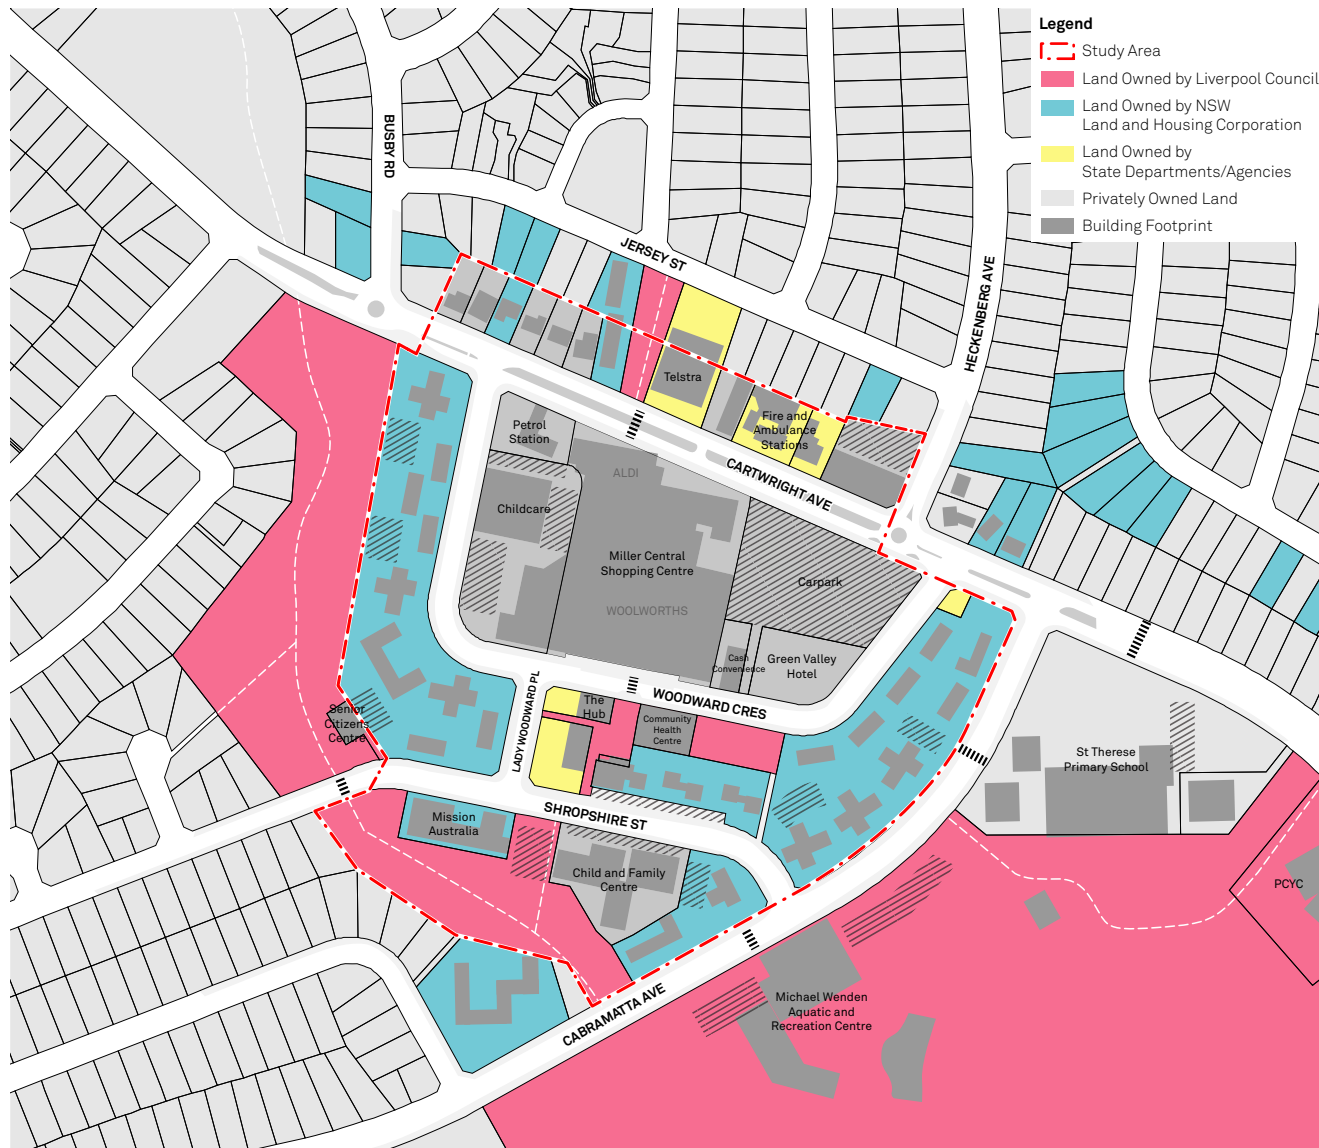 Legend
Study Area
Land Owned by Liverpool Council
Land Owned by NSW
Land and Housing Corporation
Land Owned by
State Departments/Agencies
Privately Owned Land
Building Footprint
BUSBY RD
JERSEY ST
HECKENBERG AVE
Telstra
Fire and
Ambulance
Stations
Petrol
Station
ALDI
CARTWRIGHT AVE
Childcare
Miller Central
Shopping Centre
Carpark
WOOLWORTHS
Cash
Convenience
Green Valley
Hotel
LADY WOODWARD PL
WOODWARD CRES
The
Hub
Community
Health
Centre
Senior
Citizens
Centre
St Therese
Primary School
SHROPSHIRE ST
Mission
Australia
Child and Family
Centre
PCYC
Michael Wenden
Aquatic and
Recreation Centre
CABRAMATTA AVE